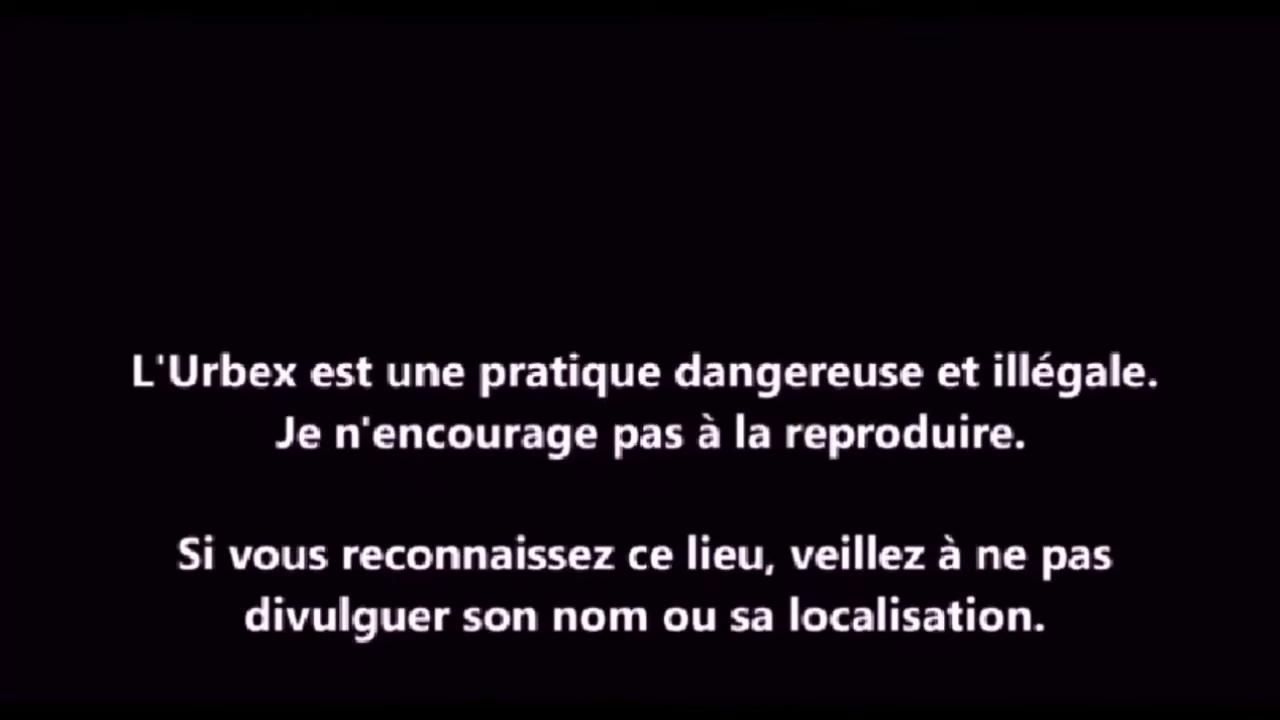 L'Urbex est une pratique dangereuse et illégale.
Je n'encourage pas à la reproduire.
Si vous reconnaissez ce lieu, veillez à ne pas
divulguer son nom ou sa localisation.